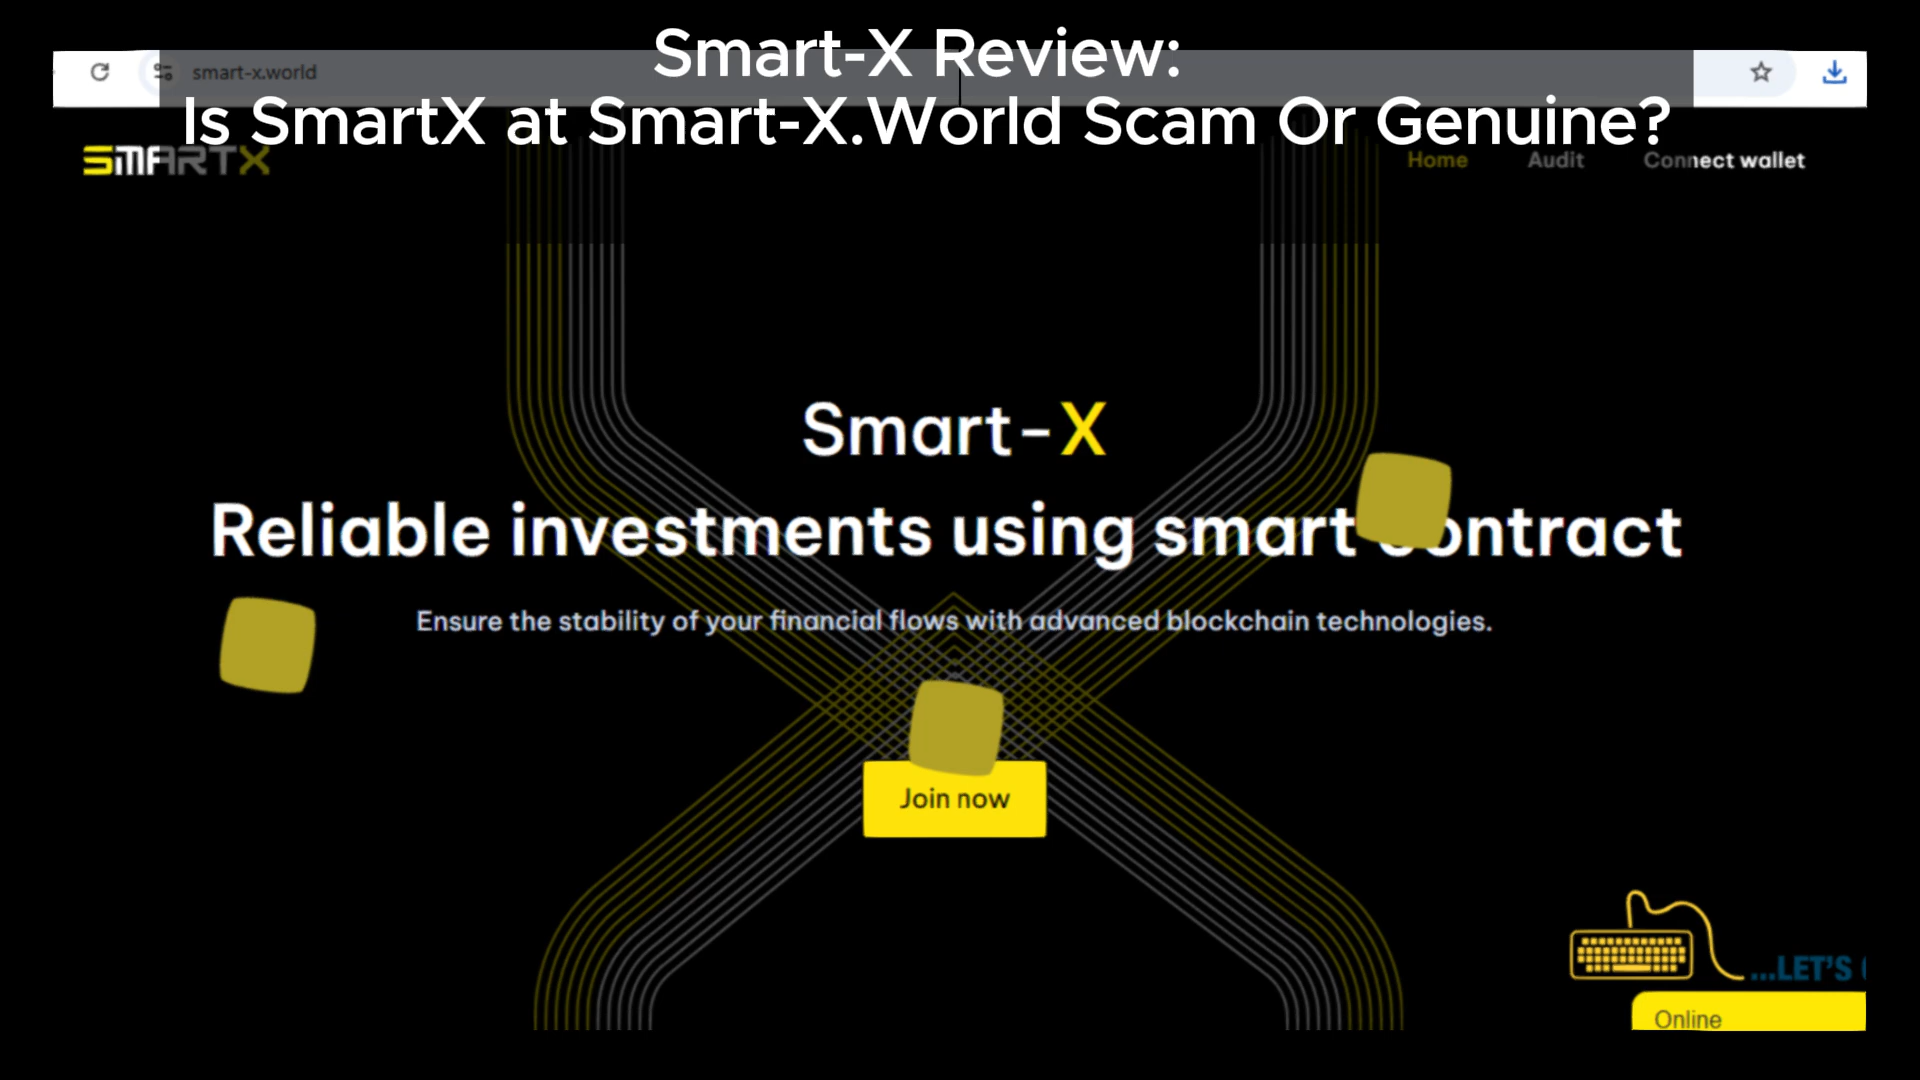 Smart-X Review:
smart-x.world
Is SmartX at Smart-X.World Scam Or Genuine?
SMARTX
Home Audit Connect wallet
Smart-X
Reliable investments using smart contract
Ensure the stability of your financial flows with advanced blockchain technologies.
Join now
...LET'S
Online